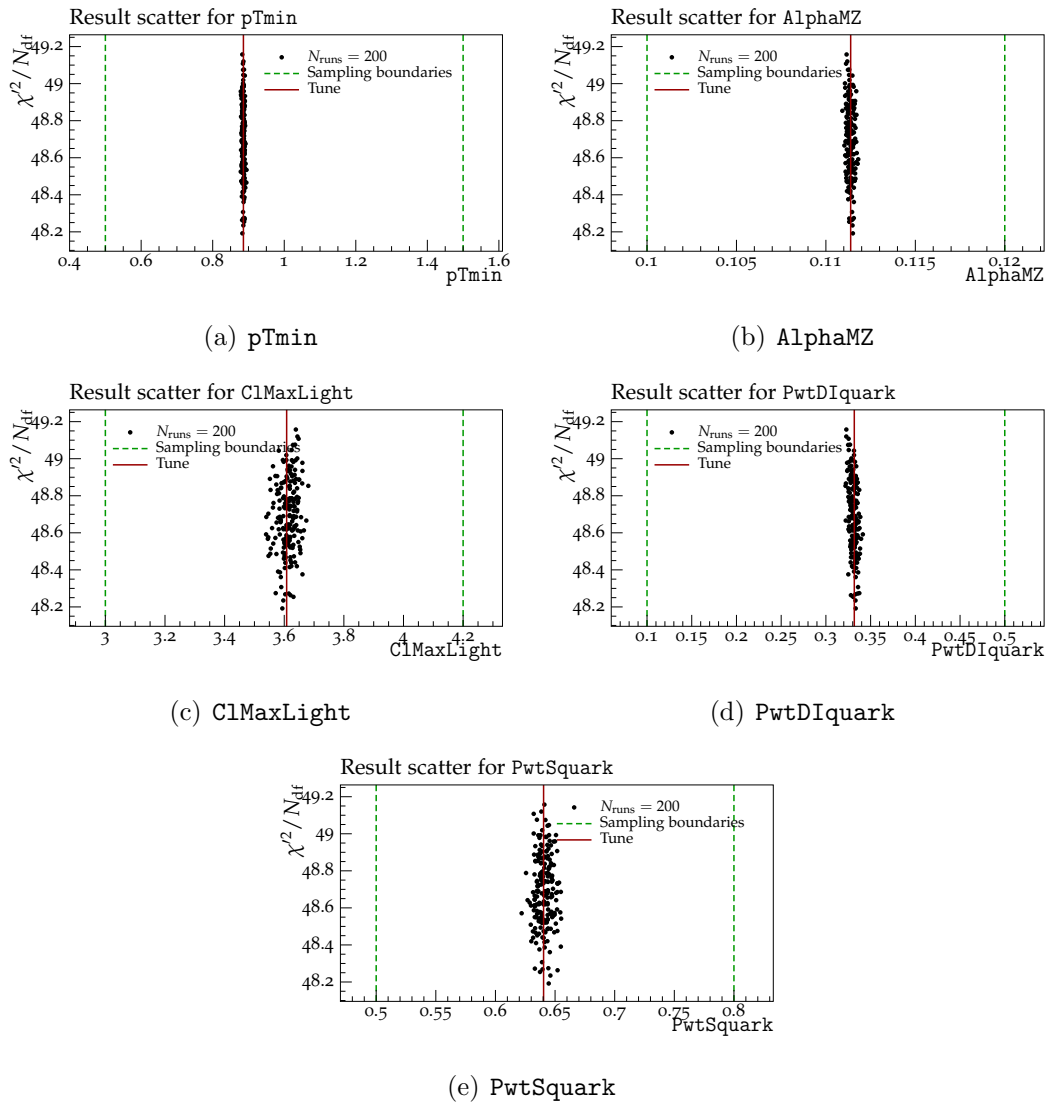 Result scatter for pTmin
χ′2 / Ndf
49.2
49
48.8
48.6
48.4
48.2
Nruns = 200
Sampling boundaries
Tune
0.4 0.6 0.8 1 1.2 1.4 1.6
pTmin
(a) pTmin
Result scatter for AlphaMZ
χ′2 / Ndf
49.2
49
48.8
48.6
48.4
48.2
Nruns = 200
Sampling boundaries
Tune
0.1 0.105 0.11 0.115 0.12
AlphaMZ
(b) AlphaMZ
Result scatter for ClMaxLight
χ′2 / Ndf
49.2
49
48.8
48.6
48.4
48.2
Nruns = 200
Sampling boundaries
Tune
3 3.2 3.4 3.6 3.8 4 4.2
ClMaxLight
(c) ClMaxLight
Result scatter for PwtDIquark
χ′2 / Ndf
49.2
49
48.8
48.6
48.4
48.2
Nruns = 200
Sampling boundaries
Tune
0.1 0.15 0.2 0.25 0.3 0.35 0.4 0.45 0.5
PwtDIquark
(d) PwtDIquark
Result scatter for PwtSquark
χ′2 / Ndf
49.2
49
48.8
48.6
48.4
48.2
Nruns = 200
Sampling boundaries
Tune
0.5 0.55 0.6 0.65 0.7 0.75 0.8
PwtSquark
(e) PwtSquark